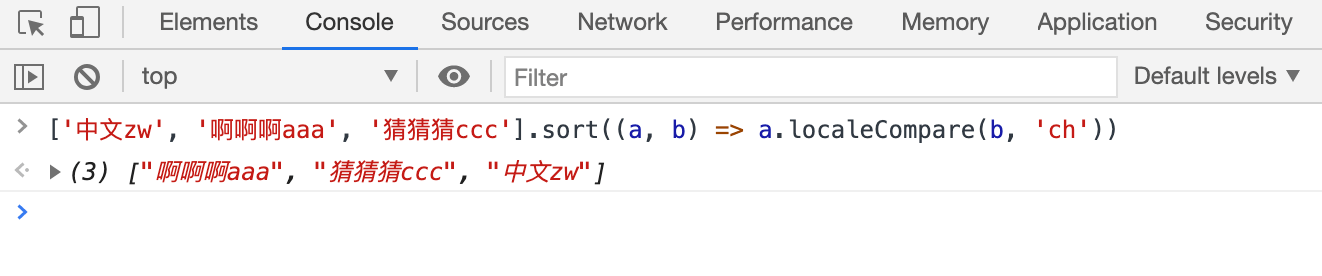 Elements Console Sources Network Performance Memory Application Security
top Filter Default levels
> ['中文zw', '啊啊啊aaa', '猜猜猜ccc'].sort((a, b) => a.localeCompare(b, 'ch'))
(3) ["啊啊啊aaa", "猜猜猜ccc", "中文zw"]
>